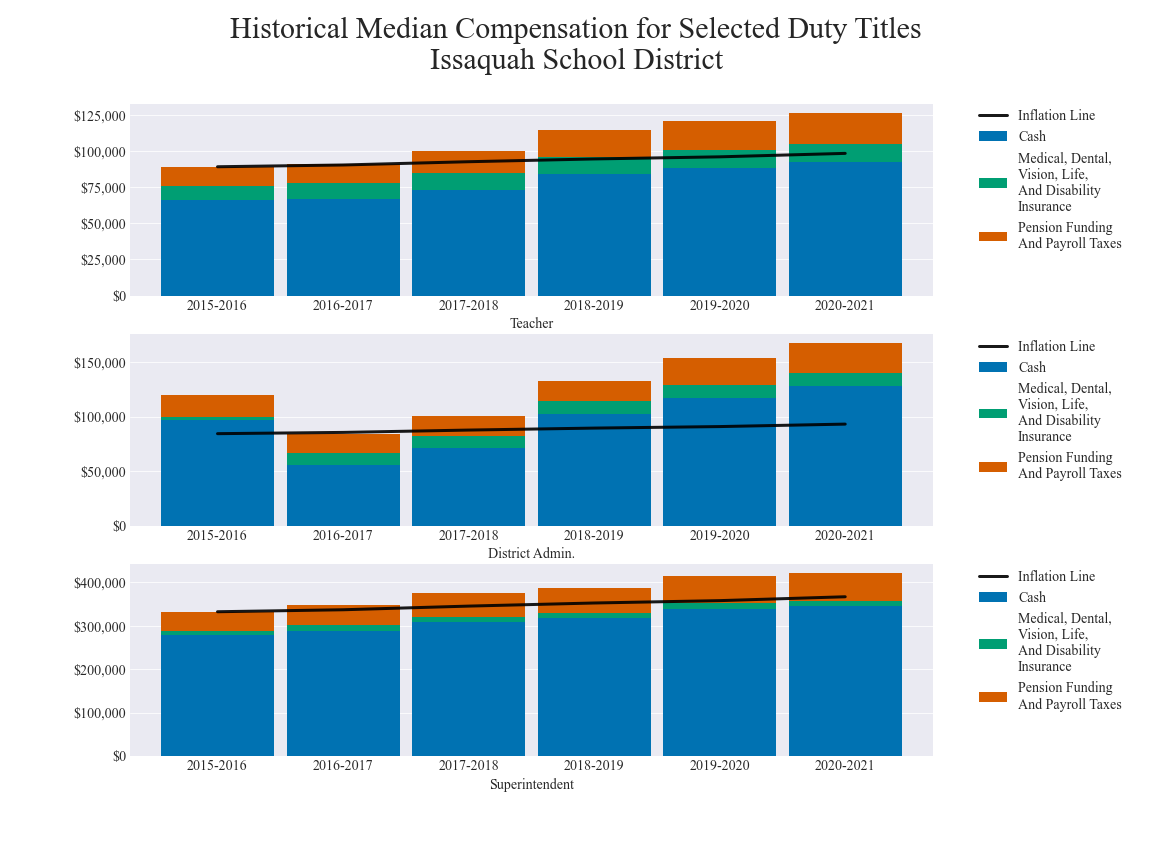 Historical Median Compensation for Selected Duty Titles
Issaquah School District
$125,000
$100,000
$75,000
$50,000
$25,000
$0
2015-2016 2016-2017 2017-2018 2018-2019 2019-2020 2020-2021
Teacher
Inflation Line
Cash
Medical, Dental,
Vision, Life,
And Disability
Insurance
Pension Funding
And Payroll Taxes
$150,000
$100,000
$50,000
$0
2015-2016 2016-2017 2017-2018 2018-2019 2019-2020 2020-2021
District Admin.
Inflation Line
Cash
Medical, Dental,
Vision, Life,
And Disability
Insurance
Pension Funding
And Payroll Taxes
$400,000
$300,000
$200,000
$100,000
$0
2015-2016 2016-2017 2017-2018 2018-2019 2019-2020 2020-2021
Superintendent
Inflation Line
Cash
Medical, Dental,
Vision, Life,
And Disability
Insurance
Pension Funding
And Payroll Taxes